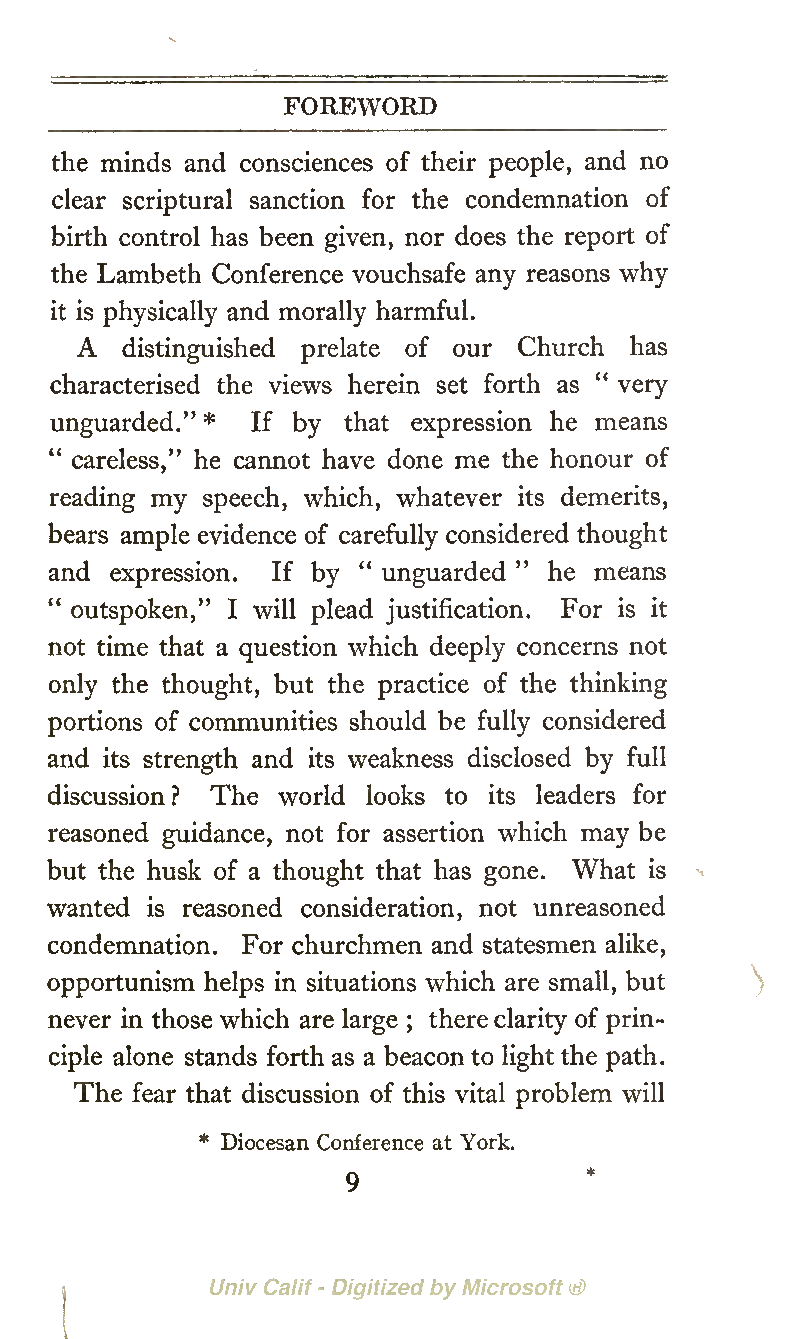 FOREWORD
the minds and consciences of their people, and no
clear scriptural sanction for the condemnation of
birth control has been given, nor does the report of
the Lambeth Conference vouchsafe any reasons why
it is physically and morally harmful.
A distinguished prelate of our Church has
characterised the views herein set forth as “ very
unguarded.” * If by that expression he means
“ careless,” he cannot have done me the honour of
reading my speech, which, whatever its demerits,
bears ample evidence of carefully considered thought
and expression. If by “ unguarded ” he means
“ outspoken,” I will plead justification. For is it
not time that a question which deeply concerns not
only the thought, but the practice of the thinking
portions of communities should be fully considered
and its strength and its weakness disclosed by full
discussion? The world looks to its leaders for
reasoned guidance, not for assertion which may be
but the husk of a thought that has gone. What is
wanted is reasoned consideration, not unreasoned
condemnation. For churchmen and statesmen alike,
opportunism helps in situations which are small, but
never in those which are large ; there clarity of prin-
ciple alone stands forth as a beacon to light the path.
The fear that discussion of this vital problem will
* Diocesan Conference at York.
9 *
Univ Calif - Digitized by Microsoft ®